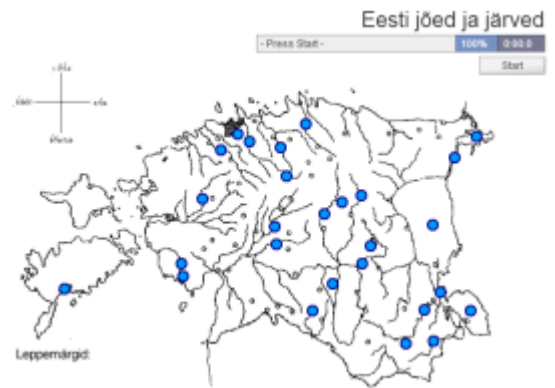 Eesti jõed ja järved
- Press Start -
100%
0:00.0
Start
Leppemärgid: